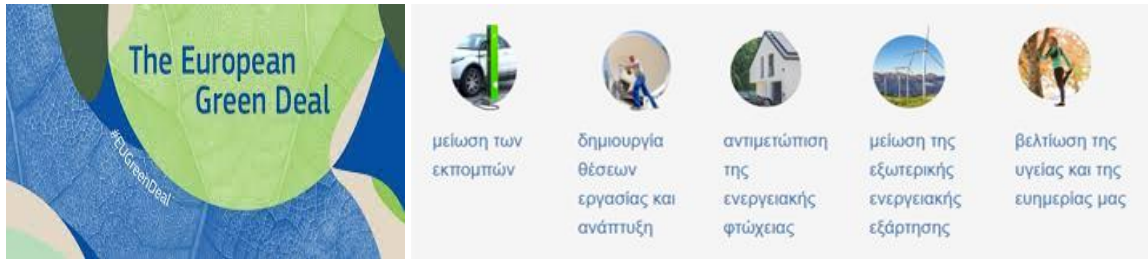 The European
Green Deal
#EUGreenDeal
μείωση των
εκπομπών
δημιουργία
θέσεων
εργασίας και
ανάπτυξη
αντιμετώπιση
της
ενεργειακής
φτώχειας
μείωση της
εξωτερικής
ενεργειακής
εξάρτησης
βελτίωση της
υγείας και της
ευημερίας μας